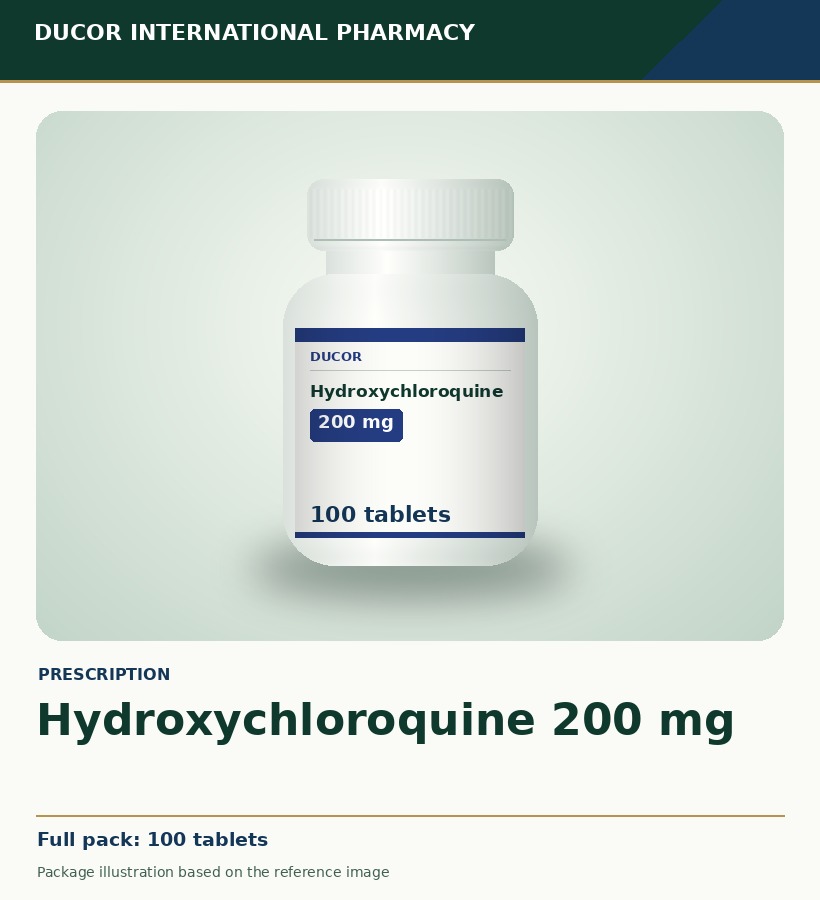 DUCOR INTERNATIONAL PHARMACY
DUCOR
Hydroxychloroquine
200 mg
100 tablets
PRESCRIPTION
Hydroxychloroquine 200 mg
Full pack: 100 tablets
Package illustration based on the reference image